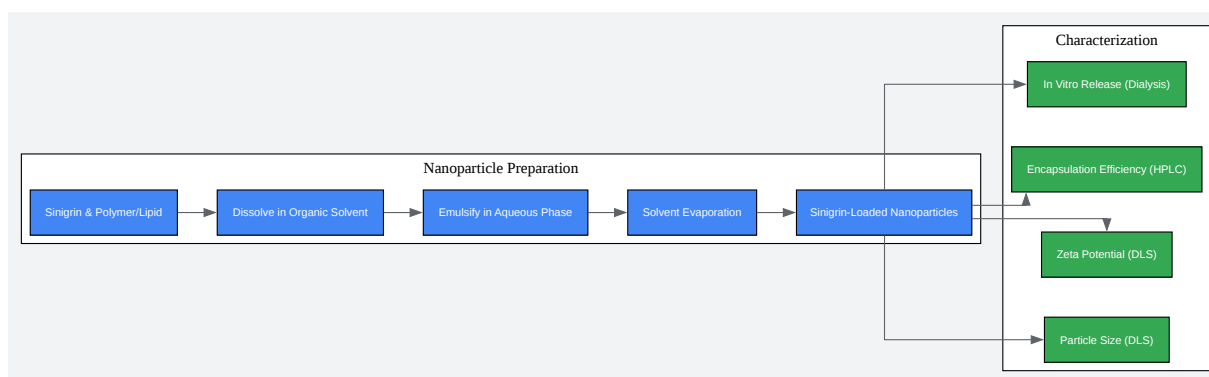 Nanoparticle Preparation
Sinigrin & Polymer/Lipid
Dissolve in Organic Solvent
Emulsify in Aqueous Phase
Solvent Evaporation
Sinigrin-Loaded Nanoparticles
Characterization
In Vitro Release (Dialysis)
Encapsulation Efficiency (HPLC)
Zeta Potential (DLS)
Particle Size (DLS)